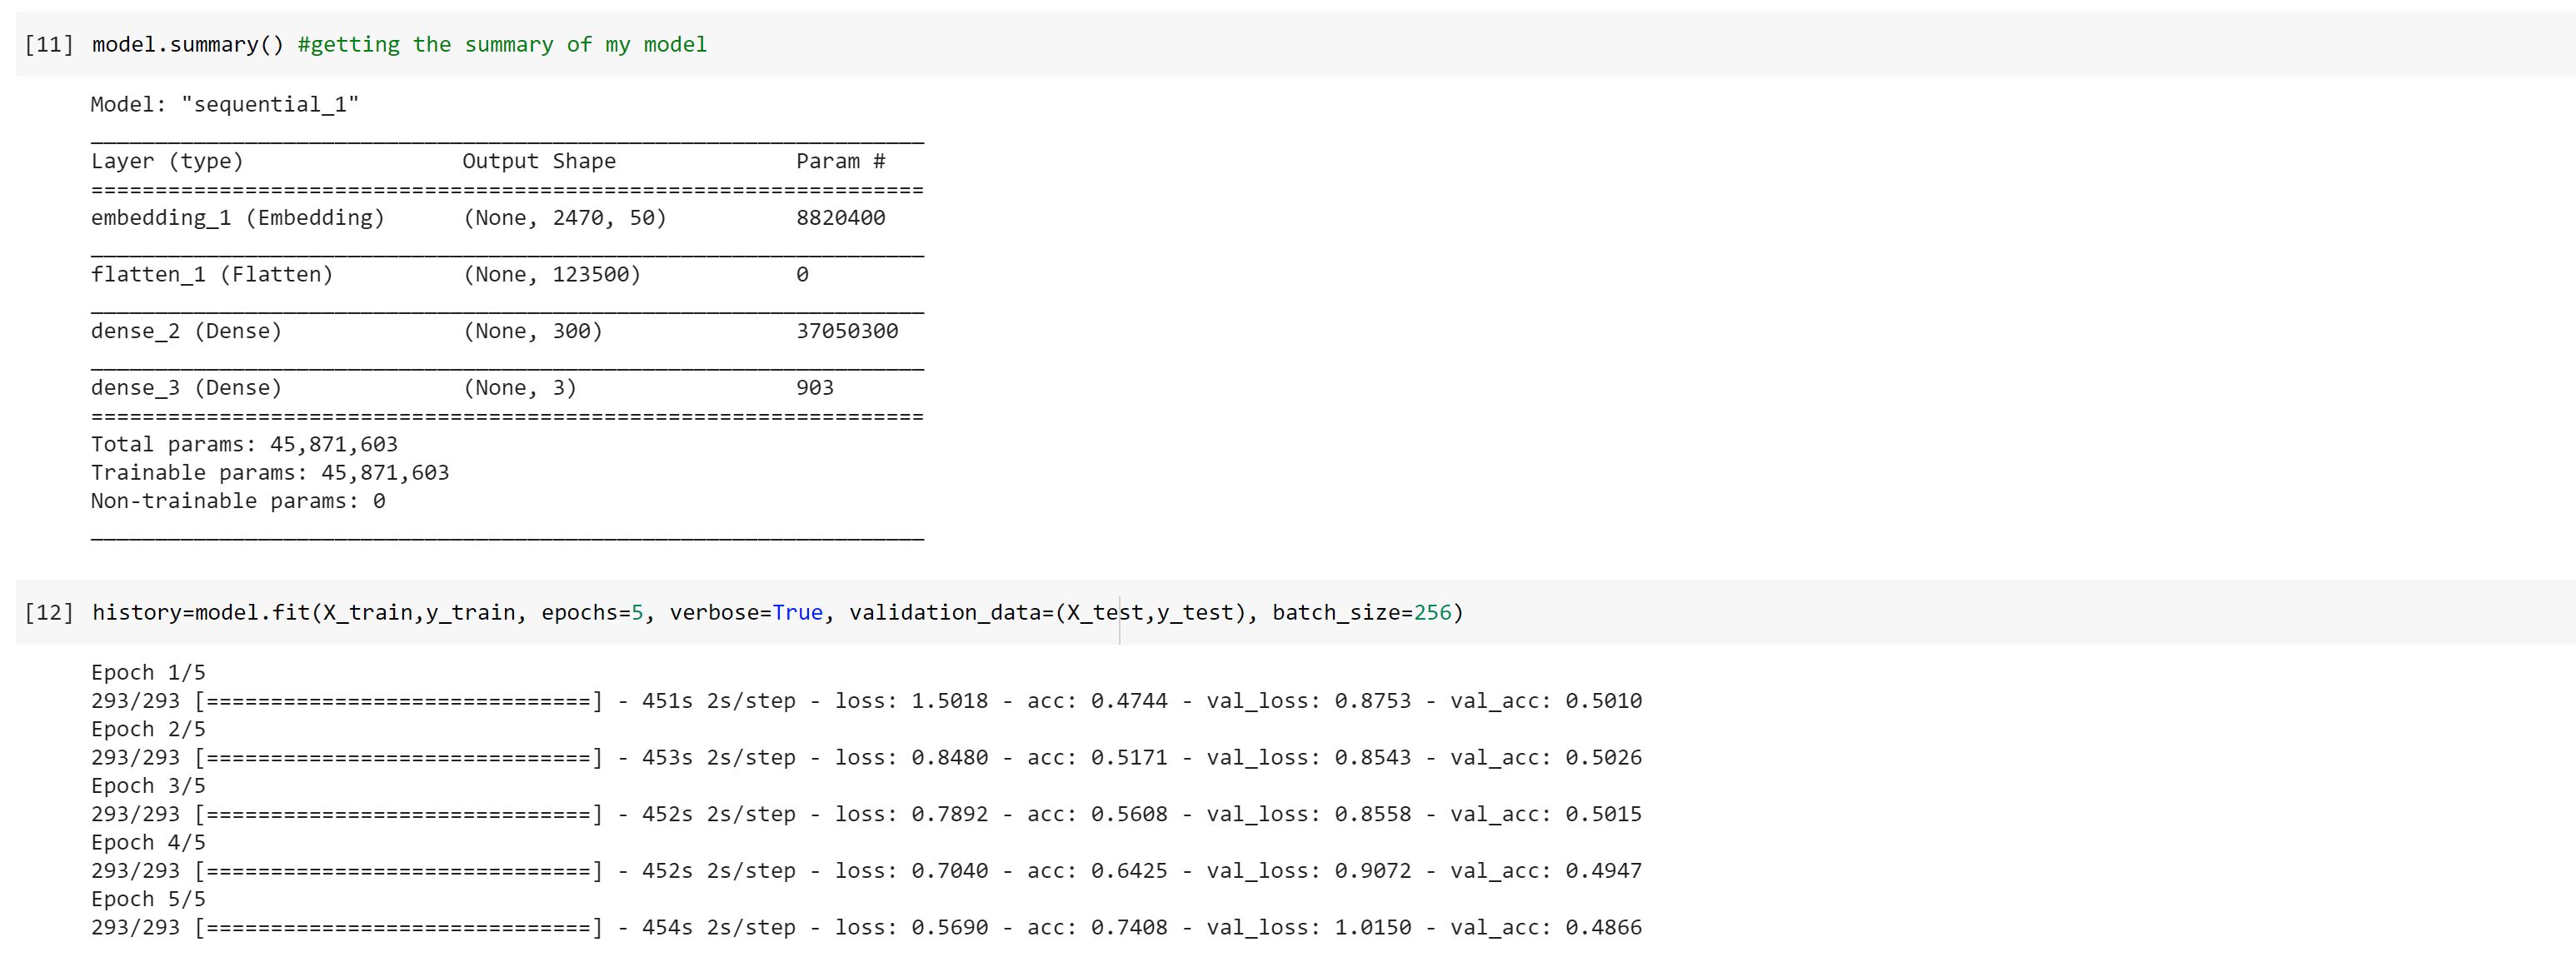 [11] model.summary() #getting the summary of my model
Model: "sequential_1"
_________________________________________________________________
Layer (type)                 Output Shape              Param #
=================================================================
embedding_1 (Embedding)      (None, 2470, 50)          8820400
_________________________________________________________________
flatten_1 (Flatten)          (None, 123500)            0
_________________________________________________________________
dense_2 (Dense)              (None, 300)               37050300
_________________________________________________________________
dense_3 (Dense)              (None, 3)                 903
=================================================================
Total params: 45,871,603
Trainable params: 45,871,603
Non-trainable params: 0
_________________________________________________________________
[12] history=model.fit(X_train,y_train, epochs=5, verbose=True, validation_data=(X_test,y_test), batch_size=256)
Epoch 1/5
293/293 [==============================] - 451s 2s/step - loss: 1.5018 - acc: 0.4744 - val_loss: 0.8753 - val_acc: 0.5010
Epoch 2/5
293/293 [==============================] - 453s 2s/step - loss: 0.8480 - acc: 0.5171 - val_loss: 0.8543 - val_acc: 0.5026
Epoch 3/5
293/293 [==============================] - 452s 2s/step - loss: 0.7892 - acc: 0.5608 - val_loss: 0.8558 - val_acc: 0.5015
Epoch 4/5
293/293 [==============================] - 452s 2s/step - loss: 0.7040 - acc: 0.6425 - val_loss: 0.9072 - val_acc: 0.4947
Epoch 5/5
293/293 [==============================] - 454s 2s/step - loss: 0.5690 - acc: 0.7408 - val_loss: 1.0150 - val_acc: 0.4866